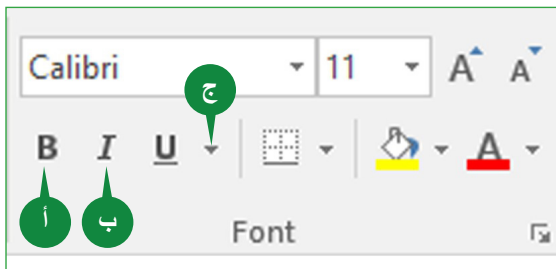 Calibri 11 A A
ج
B I U A
أ ب
Font